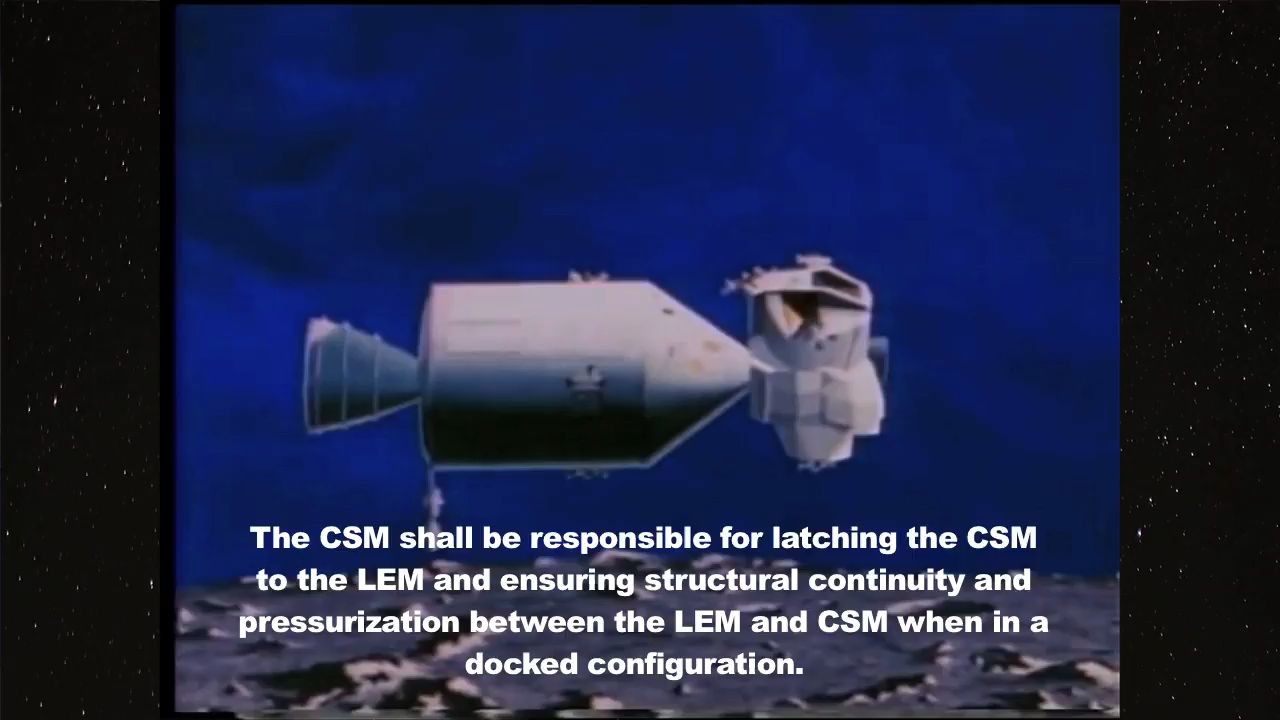 The CSM shall be responsible for latching the CSM
to the LEM and ensuring structural continuity and
pressurization between the LEM and CSM when in a
docked configuration.